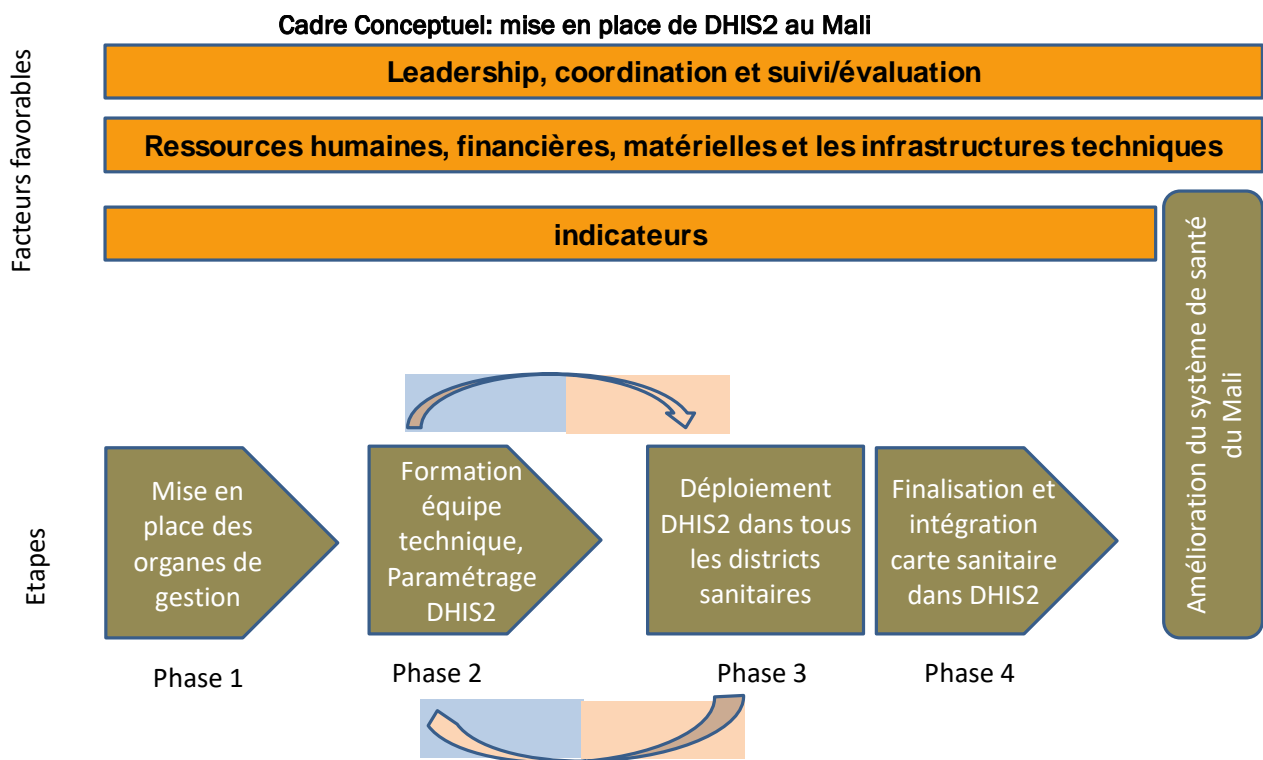 Cadre Conceptuel: mise en place de DHIS2 au Mali
Facteurs favorables
Leadership, coordination et suivi/évaluation
Ressources humaines, financières, matérielles et les infrastructures techniques
indicateurs
Etapes
Mise en
place des
organes de
gestion
Phase 1
Formation
équipe
technique,
Paramétrage
DHIS2
Phase 2
Déploiement
DHIS2 dans tous
les districts
sanitaires
Phase 3
Finalisation et
intégration
carte sanitaire
dans DHIS2
Phase 4
Amélioration du système de santé
du Mali